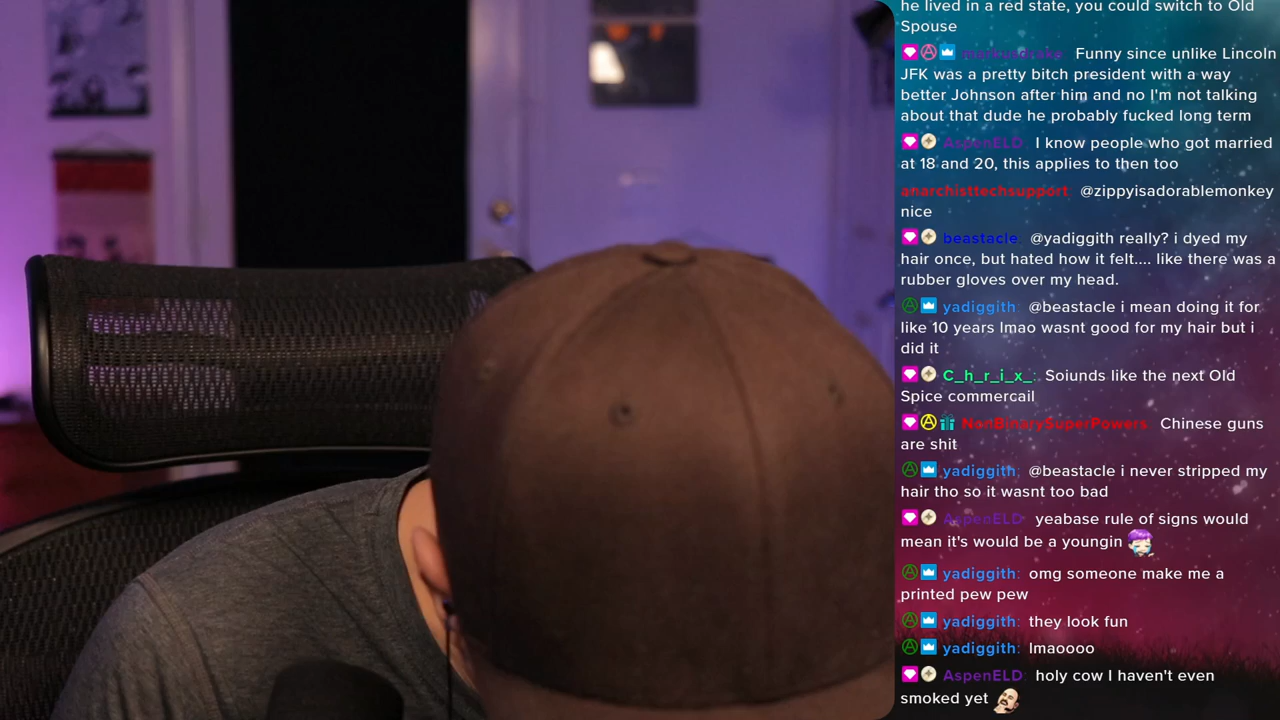 he lived in a red state, you could switch to Old
Spouse
markusdrake: Funny since unlike Lincoln
JFK was a pretty bitch president with a way
better Johnson after him and no I'm not talking
about that dude he probably fucked long term
AspenELD: I know people who got married
at 18 and 20, this applies to then too
anarchisttechsupport: @zippyisadorablemonkey
nice
beastacle: @yadiggith really? i dyed my
hair once, but hated how it felt.... like there was a
rubber gloves over my head.
yadiggith: @beastacle i mean doing it for
like 10 years lmao wasnt good for my hair but i
did it
C_h_r_i_x_: Soiunds like the next Old
Spice commercail
NonBinarySuperPowers: Chinese guns
are shit
yadiggith: @beastacle i never stripped my
hair tho so it wasnt too bad
AspenELD: yeabase rule of signs would
mean it's would be a youngin
yadiggith: omg someone make me a
printed pew pew
yadiggith: they look fun
yadiggith: lmaoooo
AspenELD: holy cow I haven't even
smoked yet